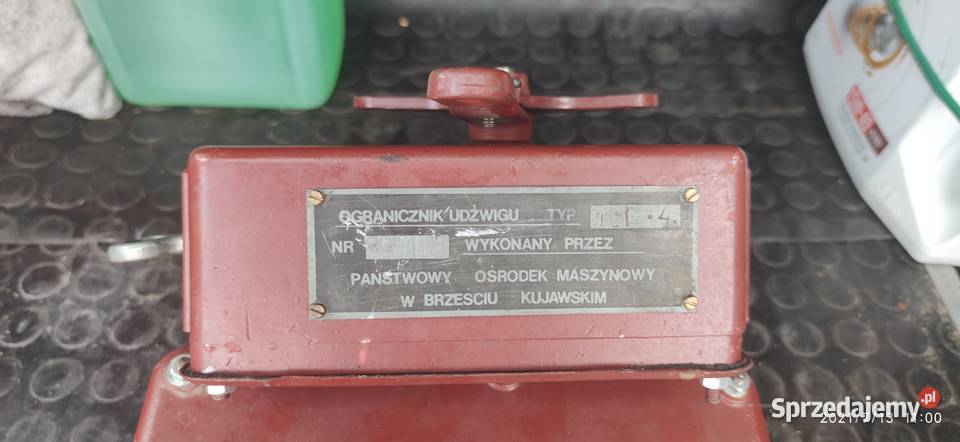 OGRANICZNIK UDŹWIGU TYP
NR WYKONANY PRZEZ
PAŃSTWOWY OŚRODEK MASZYNOWY
W BRZEŚCIU KUJAWSKIM
Sprzedajemy.pl